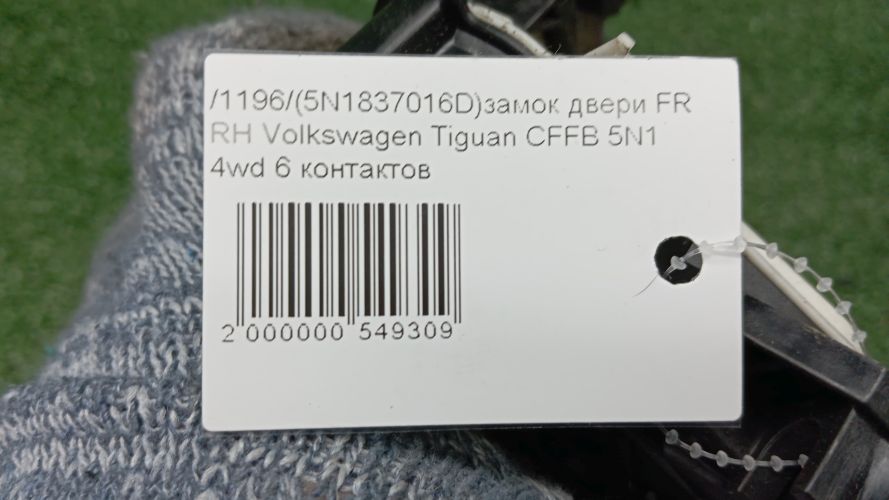 /1196/(5N1837016D)замок двери FR
RH Volkswagen Tiguan CFFB 5N1
4wd 6 контактов
2 000000 549309